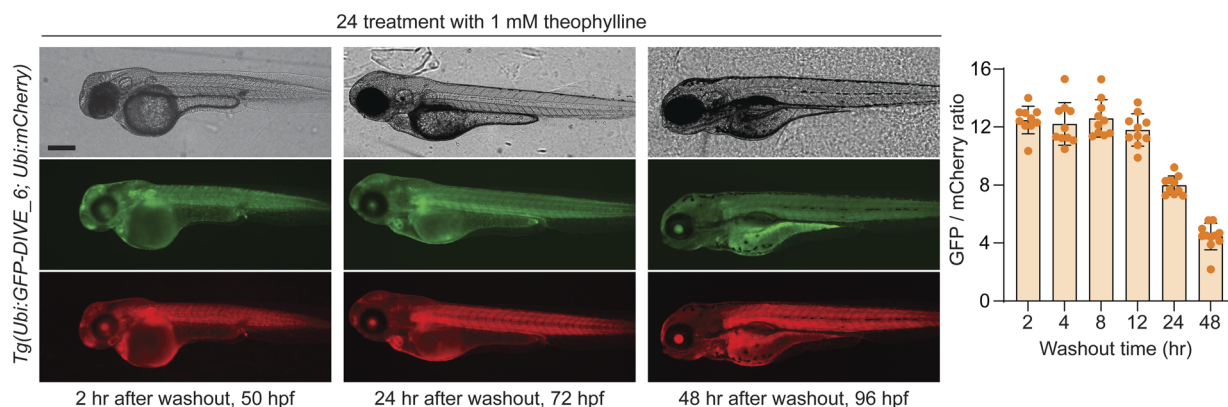 24 treatment with 1 mM theophylline
Tg(Ubi:GFP-DIVE_6; Ubi:mCherry)
2 hr after washout, 50 hpf
24 hr after washout, 72 hpf
48 hr after washout, 96 hpf
GFP / mCherry ratio
16
12
8
4
0
2 4 8 12 24 48
Washout time (hr)